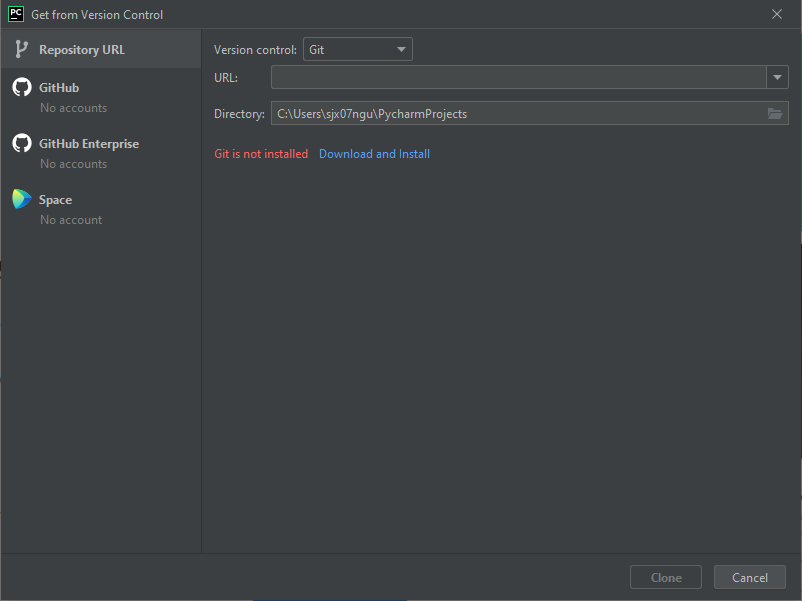 PC
Get from Version Control
Repository URL
GitHub
No accounts
GitHub Enterprise
No accounts
Space
No account
Version control: Git
URL:
Directory: C:\Users\sjx07ngu\PycharmProjects
Git is not installed Download and Install
Clone Cancel